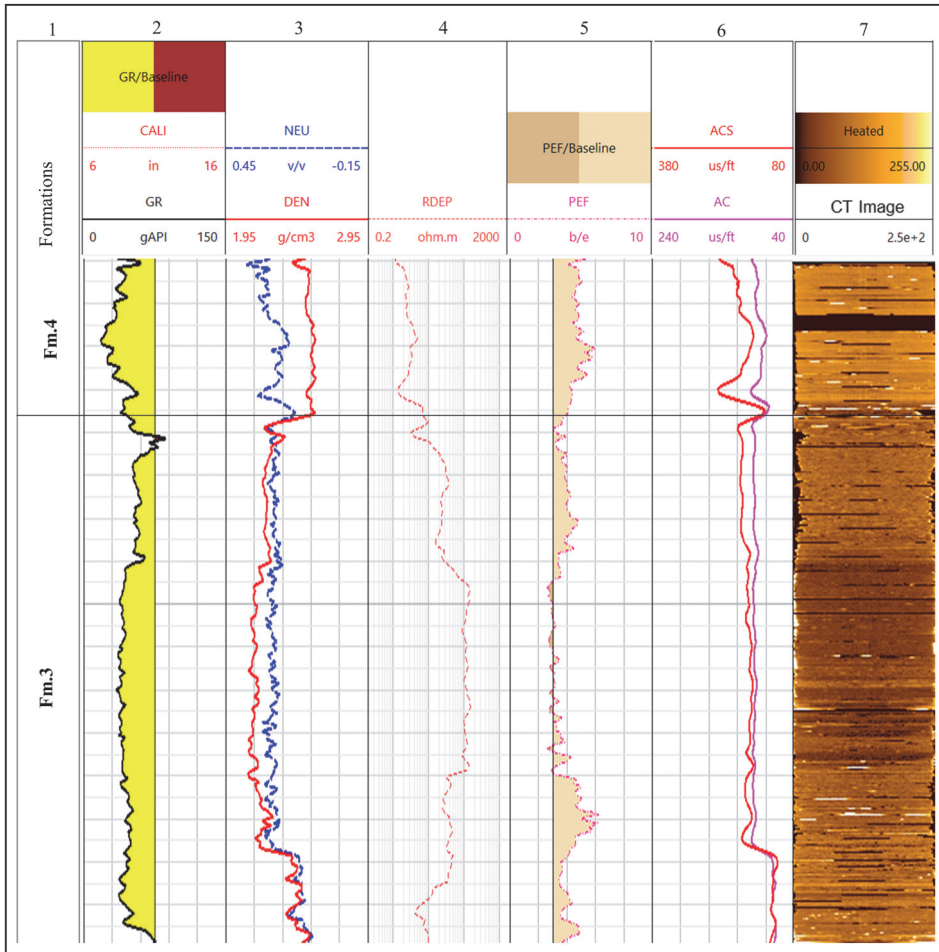 1 2 3 4 5 6 7
Formations
GR/Baseline
CALI
6 in 16
GR
0 gAPI 150
NEU
0.45 v/v -0.15
DEN
1.95 g/cm3 2.95
RDEP
0.2 ohm.m 2000
PEF/Baseline
PEF
0 b/e 10
ACS
380 us/ft 80
AC
240 us/ft 40
Heated
0.00 255.00
CT Image
0 2.5e+2
Fm.4
Fm.3